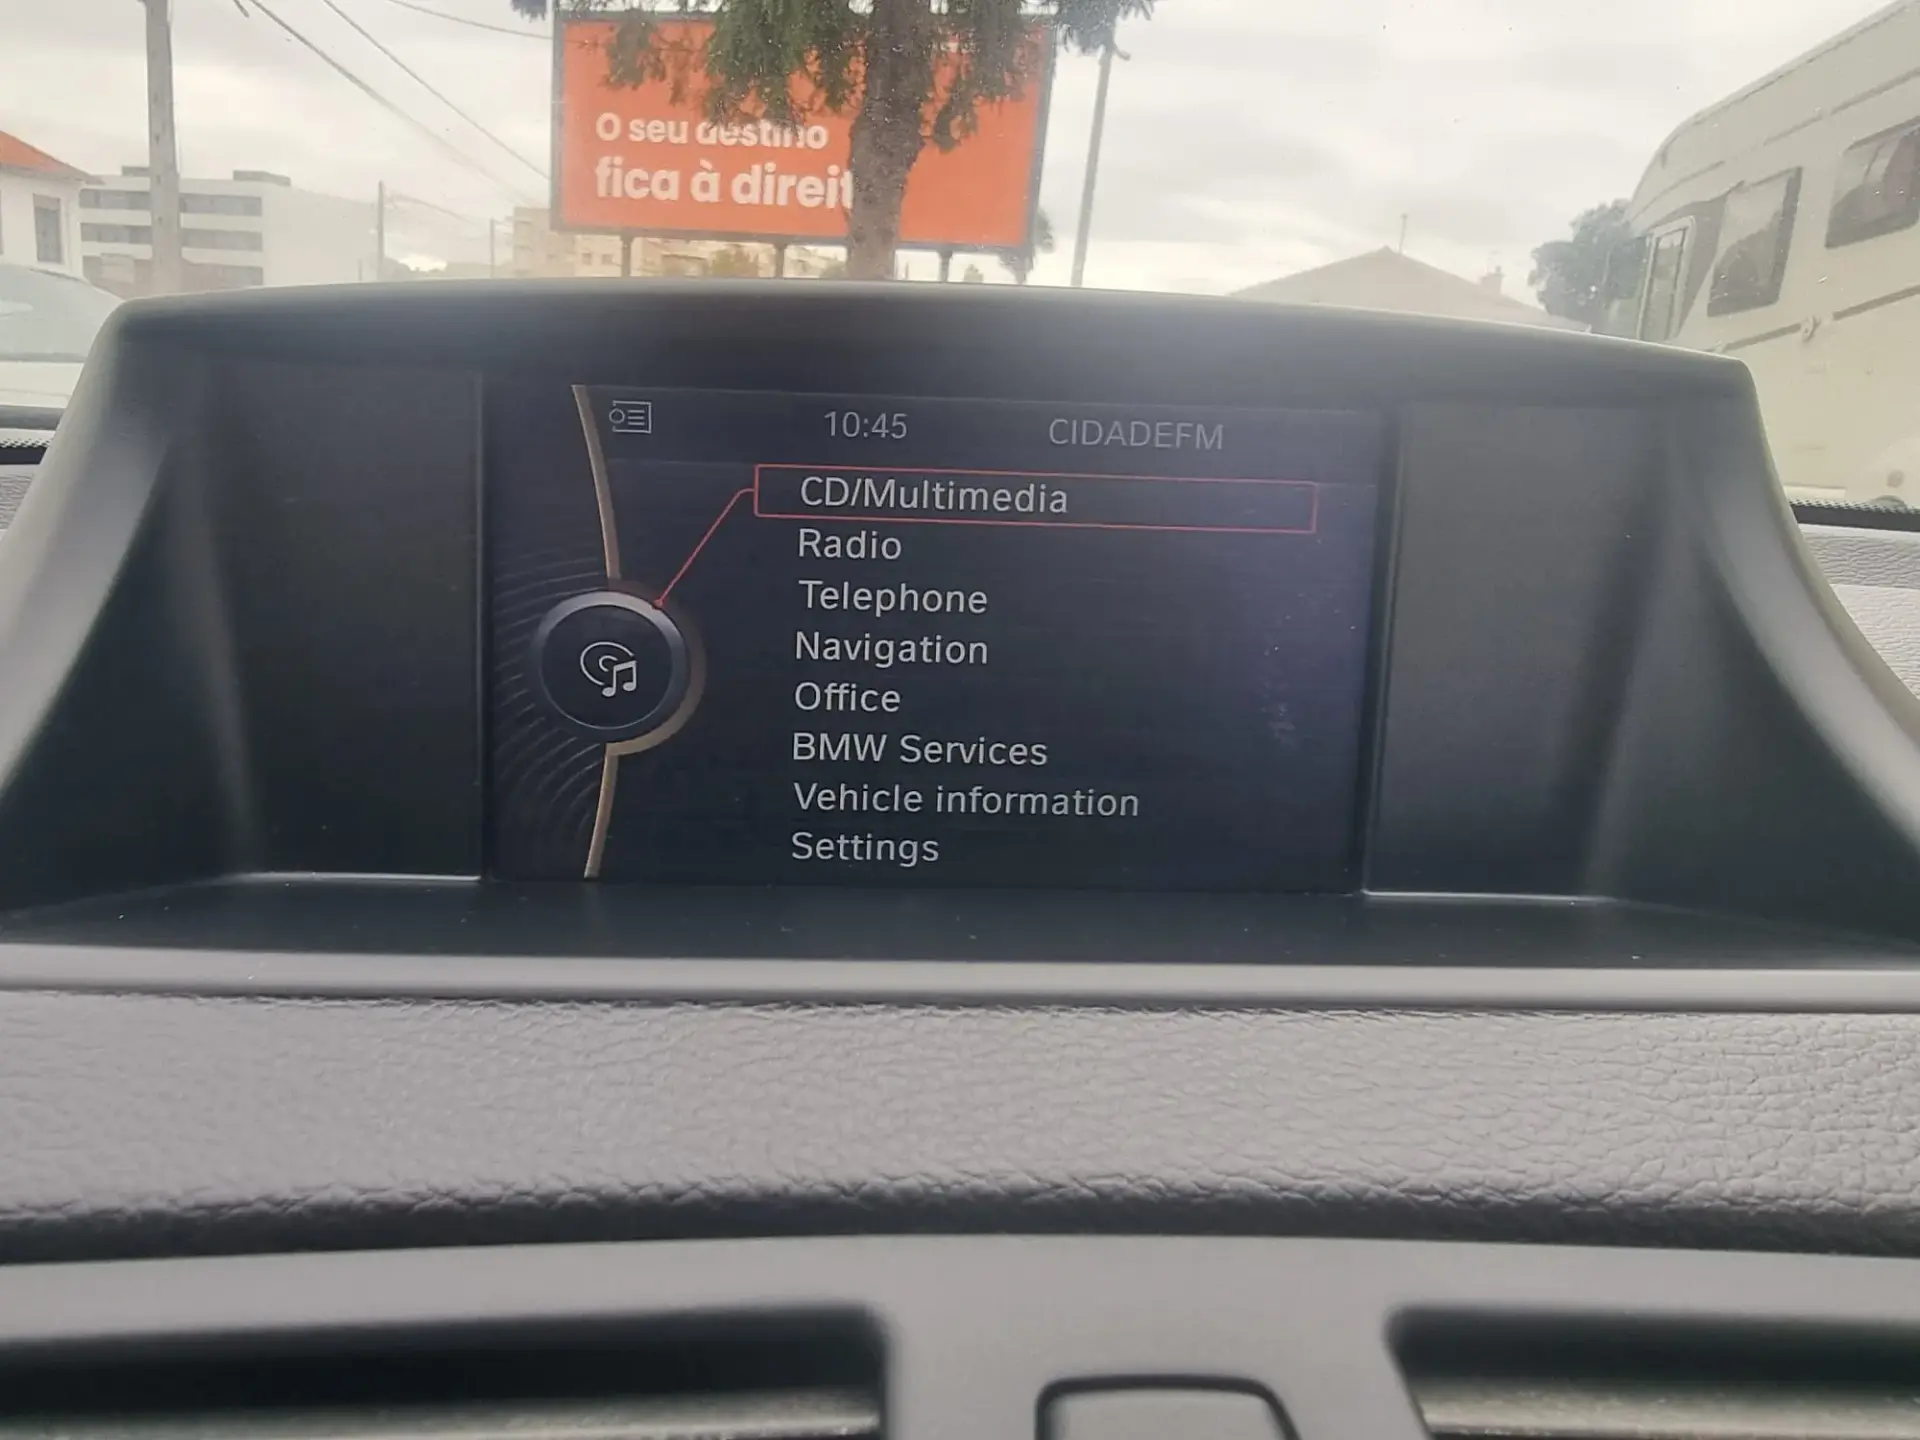 O seu destino
fica à direit
10:45
CIDADEFM
CD/Multimedia
Radio
Telephone
Navigation
Office
BMW Services
Vehicle information
Settings